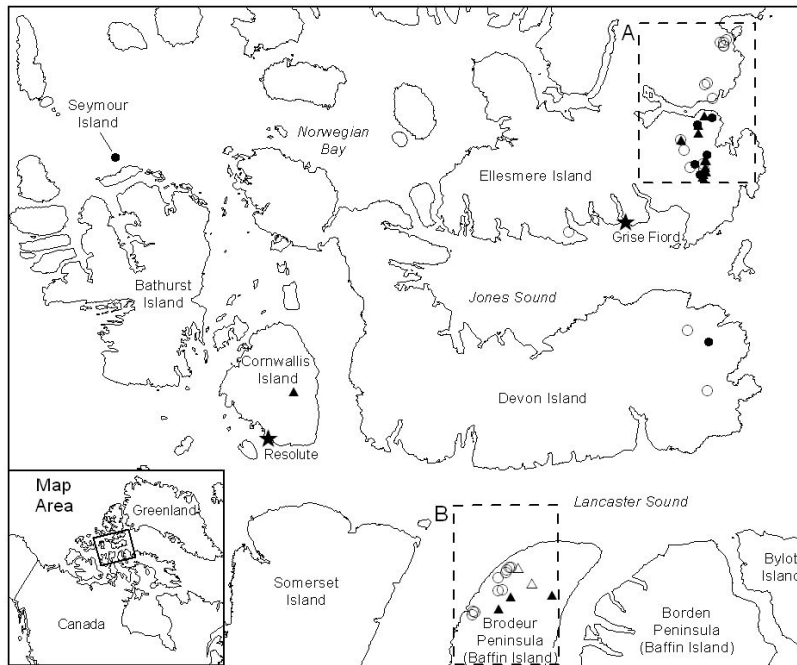 A
Seymour
Island
Norwegian
Bay
Ellesmere Island
Grise Fiord
Bathurst
Island
Jones Sound
Cornwallis
Island
Devon Island
Resolute
Map
Area
Greenland
Canada
Lancaster Sound
B
Somerset
Island
Brodeur
Peninsula
(Baffin Island)
Borden
Peninsula
(Baffin Island)
Bylot
Island